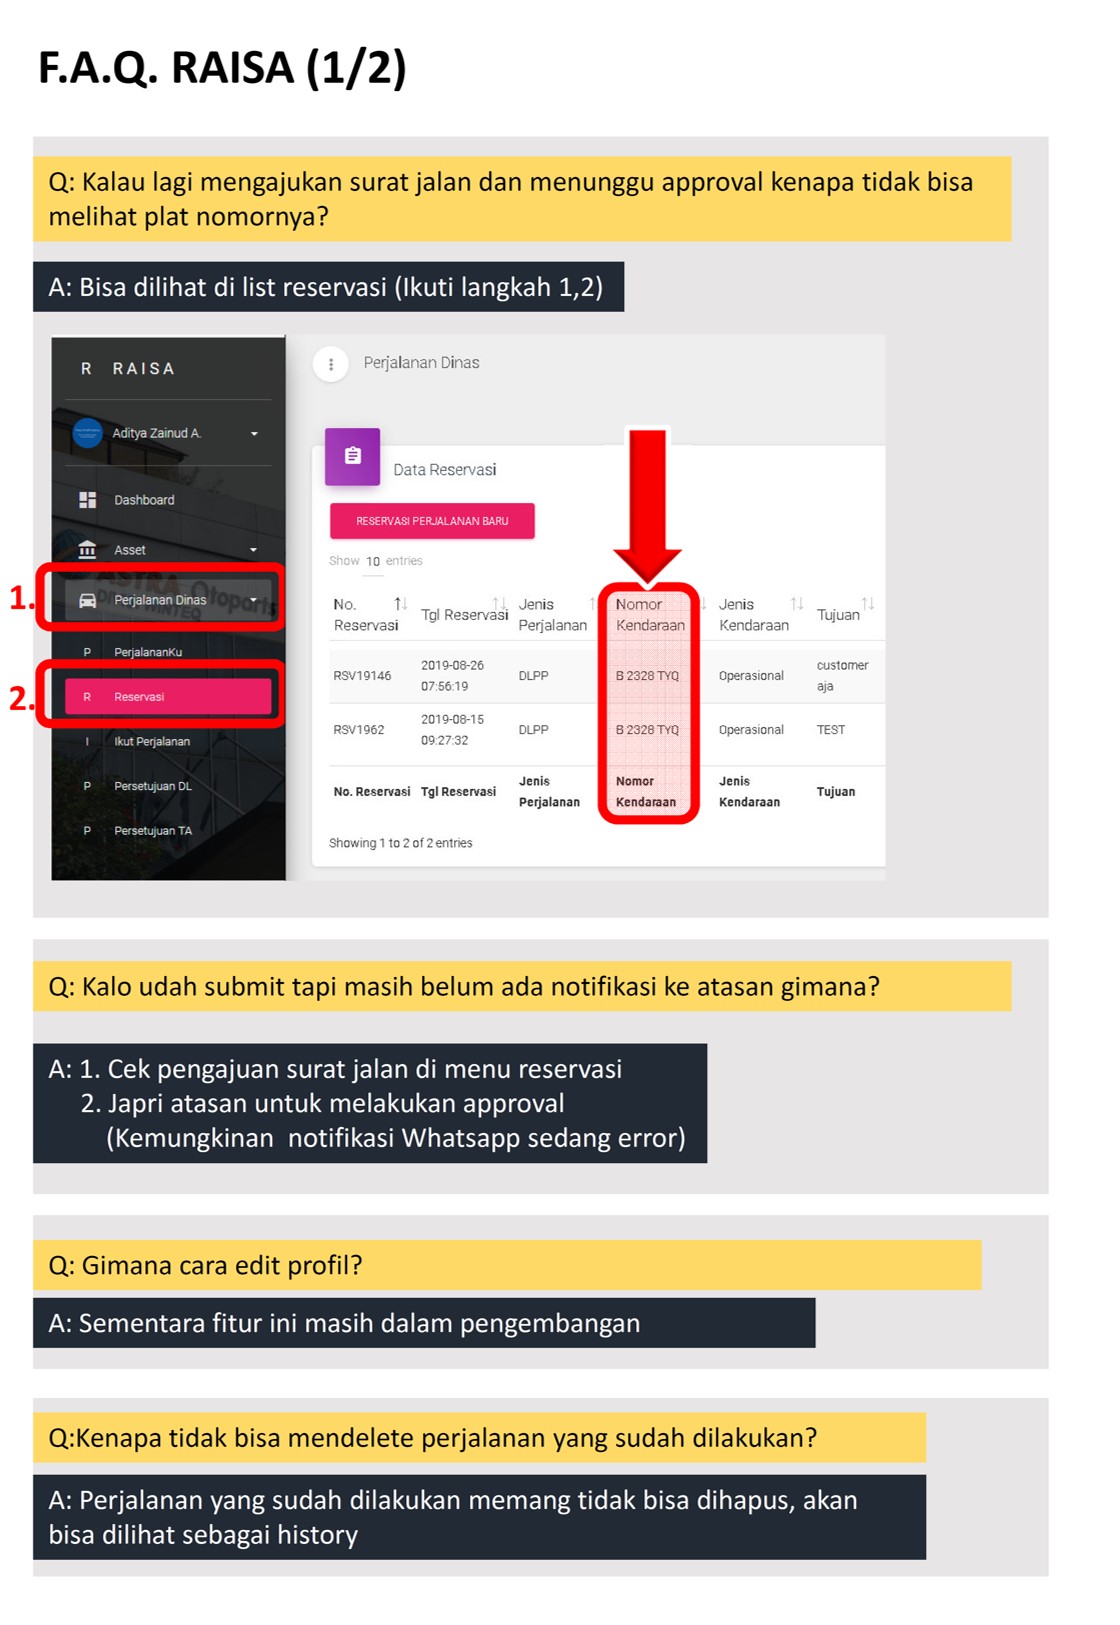 F.A.Q. RAISA (1/2)
Q: Kalau lagi mengajukan surat jalan dan menunggu approval kenapa tidak bisa
melihat plat nomornya?
A: Bisa dilihat di list reservasi (Ikuti langkah 1,2)
R RAISA
Aditya Zainud A.
Dashboard
Asset
1.
Perjalanan Dinas
ASTRA Otoparts
P PerjalananKu
2.
R Reservasi
I Ikut Perjalanan
P Persetujuan DL
P Persetujuan TA
Perjalanan Dinas
Data Reservasi
RESERVASI PERJALANAN BARU
Show 10 entries
No. Reservasi Tgl Reservasi Jenis Perjalanan Nomor Kendaraan Jenis Kendaraan Tujuan
RSV19146 2019-08-26 07:56:19 DLPP B 2328 TYQ Operasional customer aja
RSV1962 2019-08-15 09:27:32 DLPP B 2328 TYQ Operasional TEST
No. Reservasi Tgl Reservasi Jenis Perjalanan Nomor Kendaraan Jenis Kendaraan Tujuan
Showing 1 to 2 of 2 entries
Q: Kalo udah submit tapi masih belum ada notifikasi ke atasan gimana?
A: 1. Cek pengajuan surat jalan di menu reservasi
2. Japri atasan untuk melakukan approval
(Kemungkinan notifikasi Whatsapp sedang error)
Q: Gimana cara edit profil?
A: Sementara fitur ini masih dalam pengembangan
Q:Kenapa tidak bisa mendelete perjalanan yang sudah dilakukan?
A: Perjalanan yang sudah dilakukan memang tidak bisa dihapus, akan
bisa dilihat sebagai history